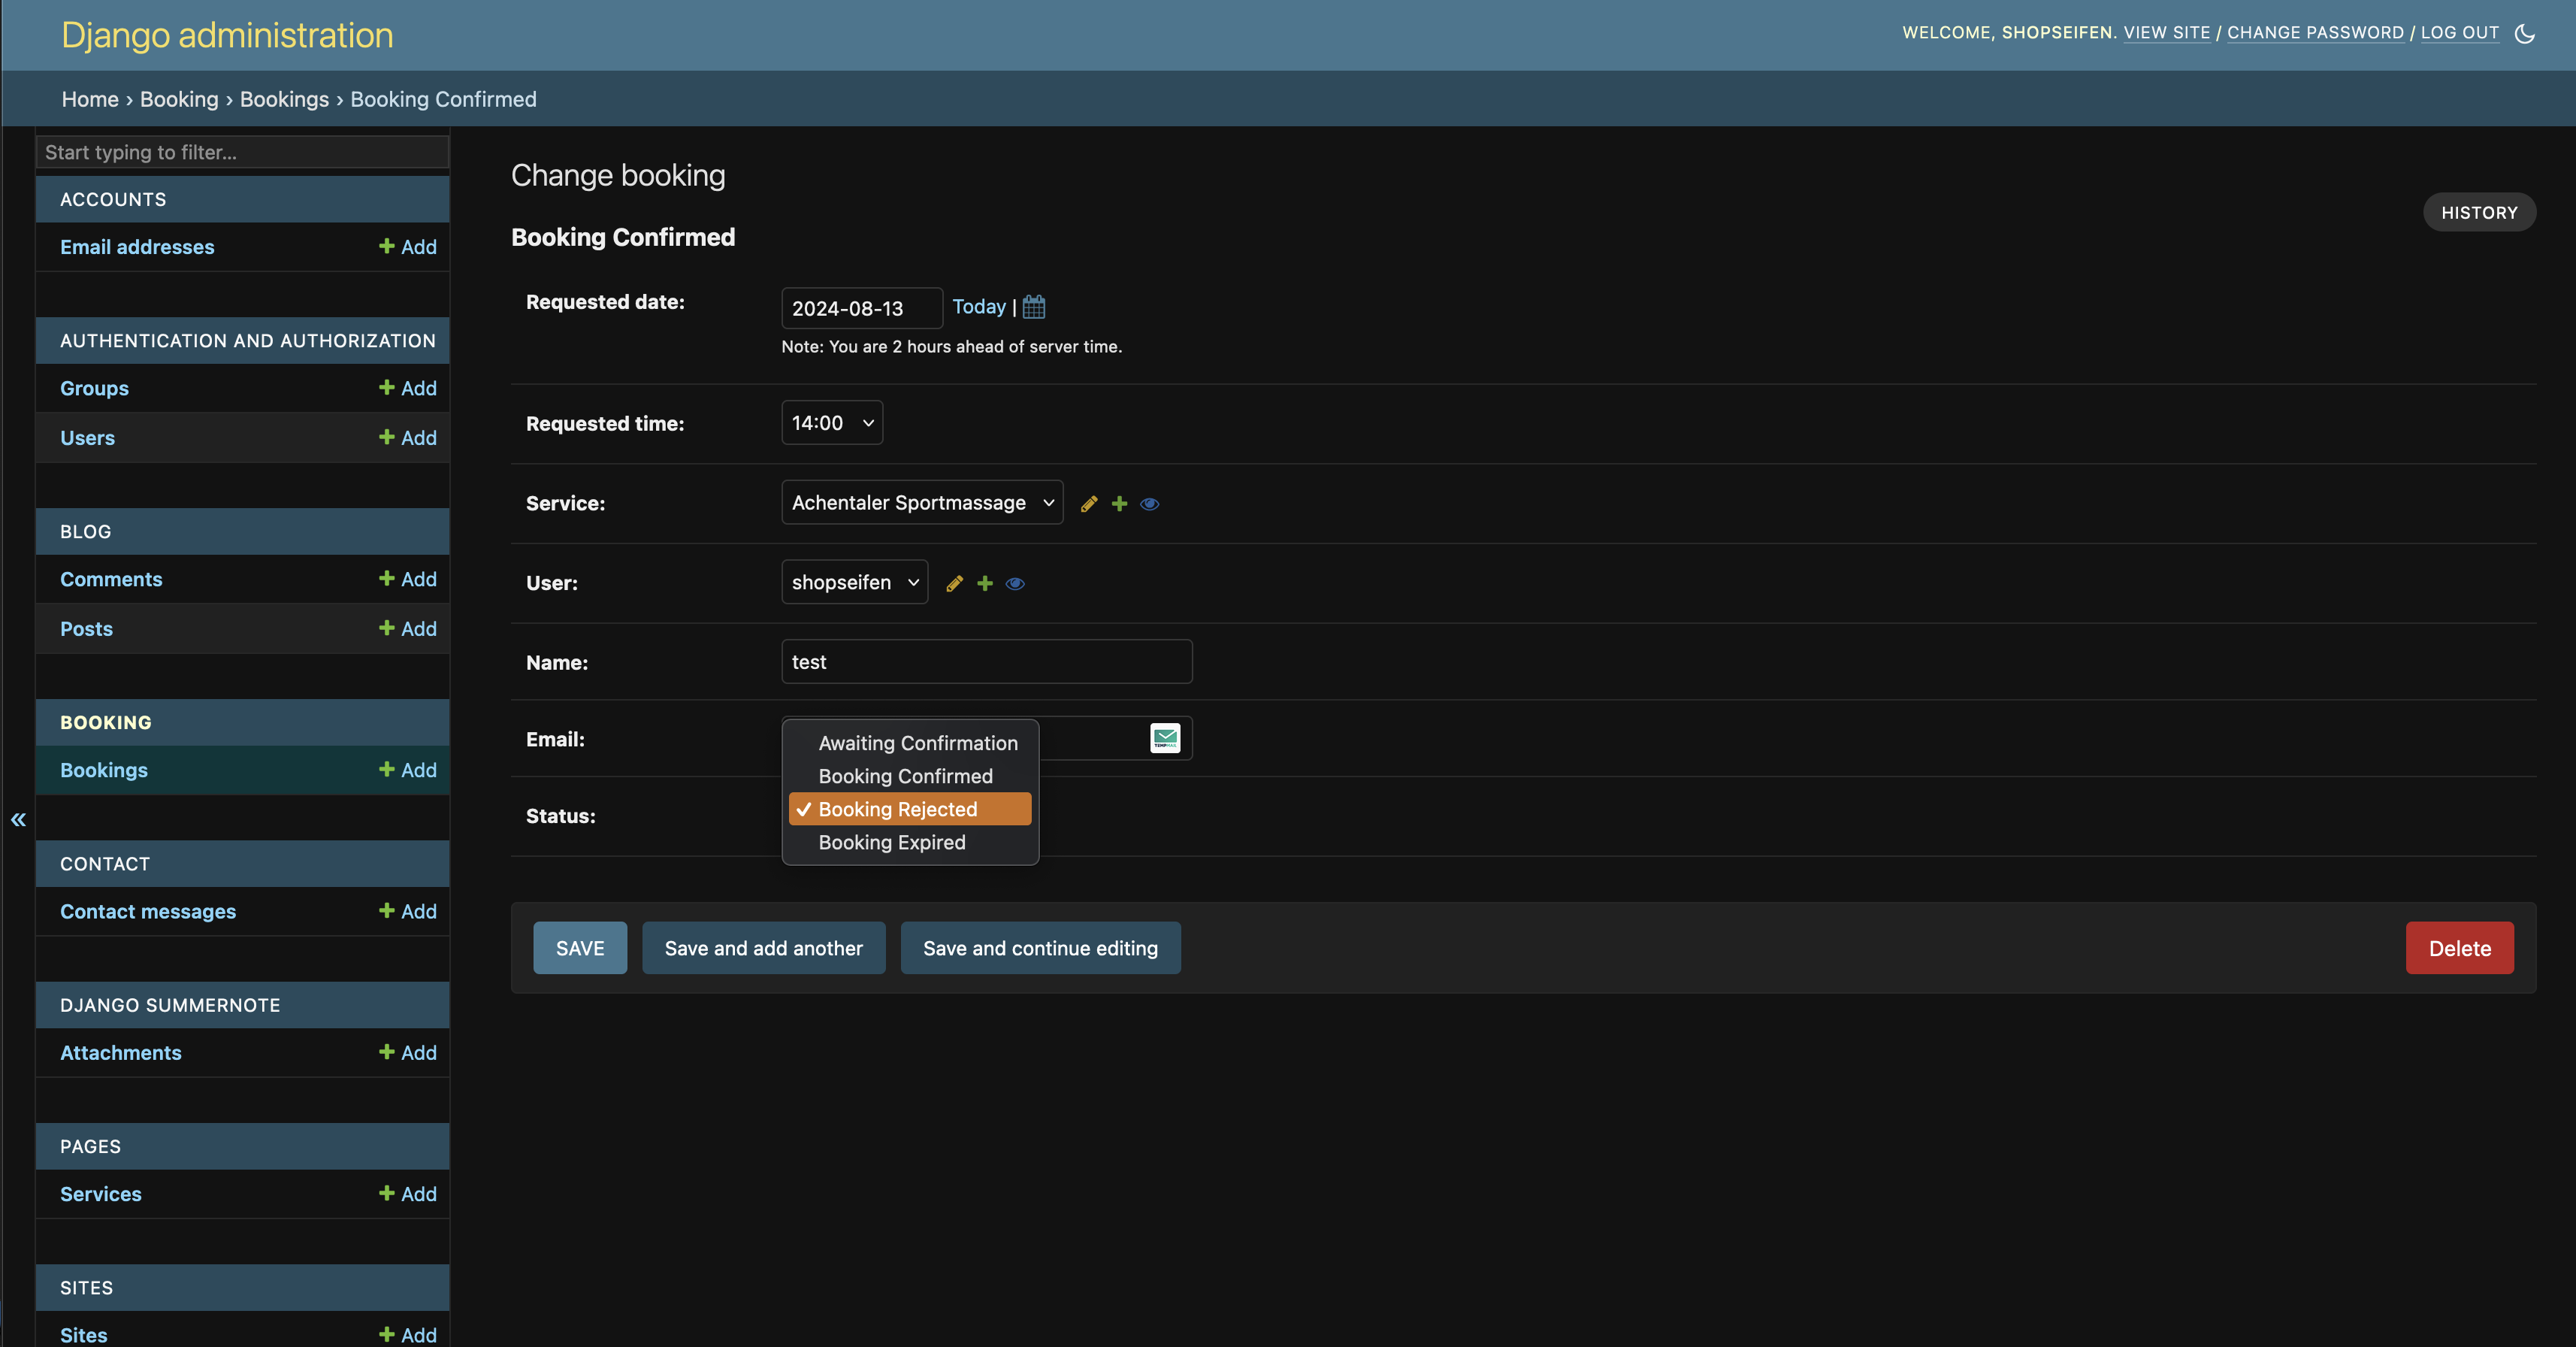 Django administration
WELCOME, SHOPSEIFEN. VIEW SITE / CHANGE PASSWORD / LOG OUT
Home › Booking › Bookings › Booking Confirmed
Start typing to filter...
ACCOUNTS
Email addresses + Add
AUTHENTICATION AND AUTHORIZATION
Groups + Add
Users + Add
BLOG
Comments + Add
Posts + Add
BOOKING
Bookings + Add
CONTACT
Contact messages + Add
DJANGO SUMMERNOTE
Attachments + Add
PAGES
Services + Add
SITES
Sites + Add
«
Change booking
HISTORY
Booking Confirmed
Requested date: 2024-08-13 Today |
Note: You are 2 hours ahead of server time.
Requested time: 14:00
Service: Achentaler Sportmassage
User: shopseifen
Name: test
Email:
TEMPMAIL
Status:
Awaiting Confirmation
Booking Confirmed
✓ Booking Rejected
Booking Expired
SAVE Save and add another Save and continue editing Delete